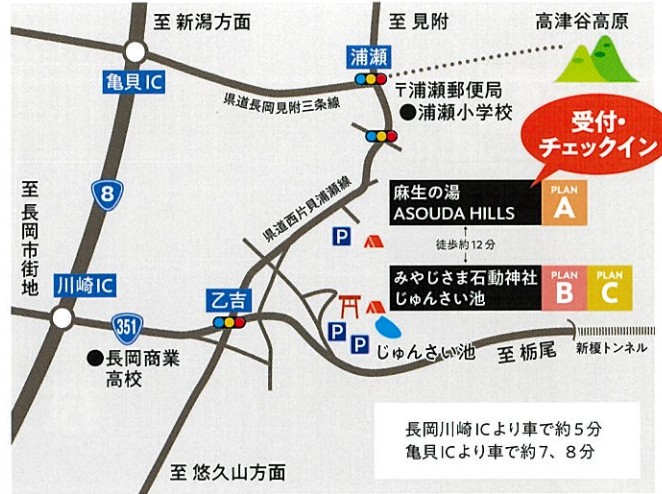 至 新潟方面
至 見附
高津谷高原
浦瀬
亀貝IC
〒浦瀬郵便局
●浦瀬小学校
県道長岡見附三条線
受付・
チェックイン
至 長岡市街地
8
県道西片貝浦瀬線
麻生の湯
ASOUDA HILLS
PLAN
A
P
徒歩約12分
川崎IC
乙吉
みやじさま石動神社
じゅんさい池
PLAN
B
PLAN
C
351
P
P
じゅんさい池
至 栃尾
新榎トンネル
●長岡商業
高校
長岡川崎ICより車で約5分
亀貝ICより車で約7、8分
至 悠久山方面